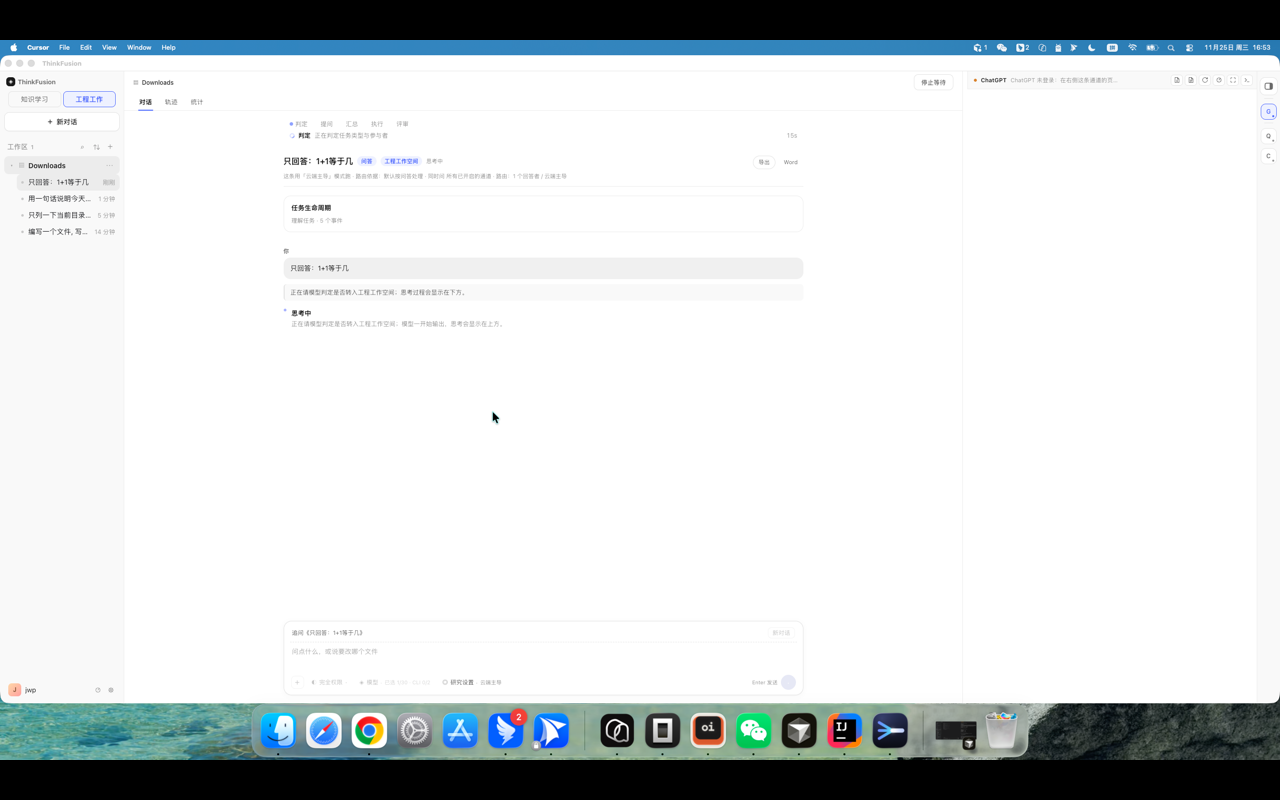 Cursor File Edit View Window Help
1
2
11月25日 周三 16:53
ThinkFusion
ThinkFusion
知识学习 工程工作
+ 新对话
工作区 1
Downloads
只回答：1+1等于几 刚刚
用一句话说明今天... 1 分钟
只列一下当前目录... 5 分钟
编写一个文件, 写... 14 分钟
J jwp
Downloads
停止等待
对话 轨迹 统计
判定 提问 汇总 执行 评审
判定 正在判定任务类型与参与者 15s
只回答：1+1等于几 问答 工程工作空间 思考中 导出 Word
任务生命周期
理解任务 · 5 个事件
你
只回答：1+1等于几
正在请模型判定是否转入工程工作空间；思考过程会显示在下方。
思考中
正在请模型判定是否转入工程工作空间；模型一开始输出，思考会显示在上方。
追问《只回答：1+1等于几》 新对话
问点什么，或说要改哪个文件
+ 完全权限 模型 研究设置 · 云端主导 Enter 发送
ChatGPT ChatGPT 未登录：在右侧这条通道的页...
G
Q
C
2
oi
IJ